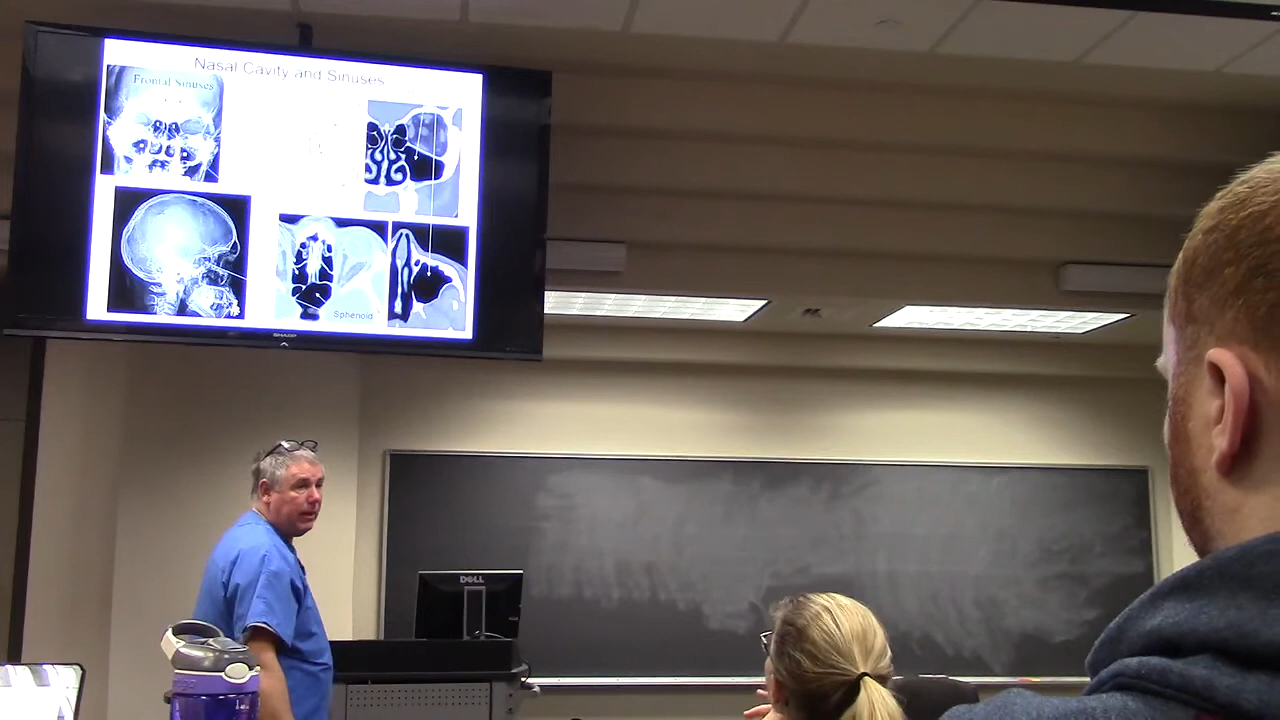 Nasal Cavity and Sinuses
Frontal Sinuses
Sphenoid
SHARP
DELL